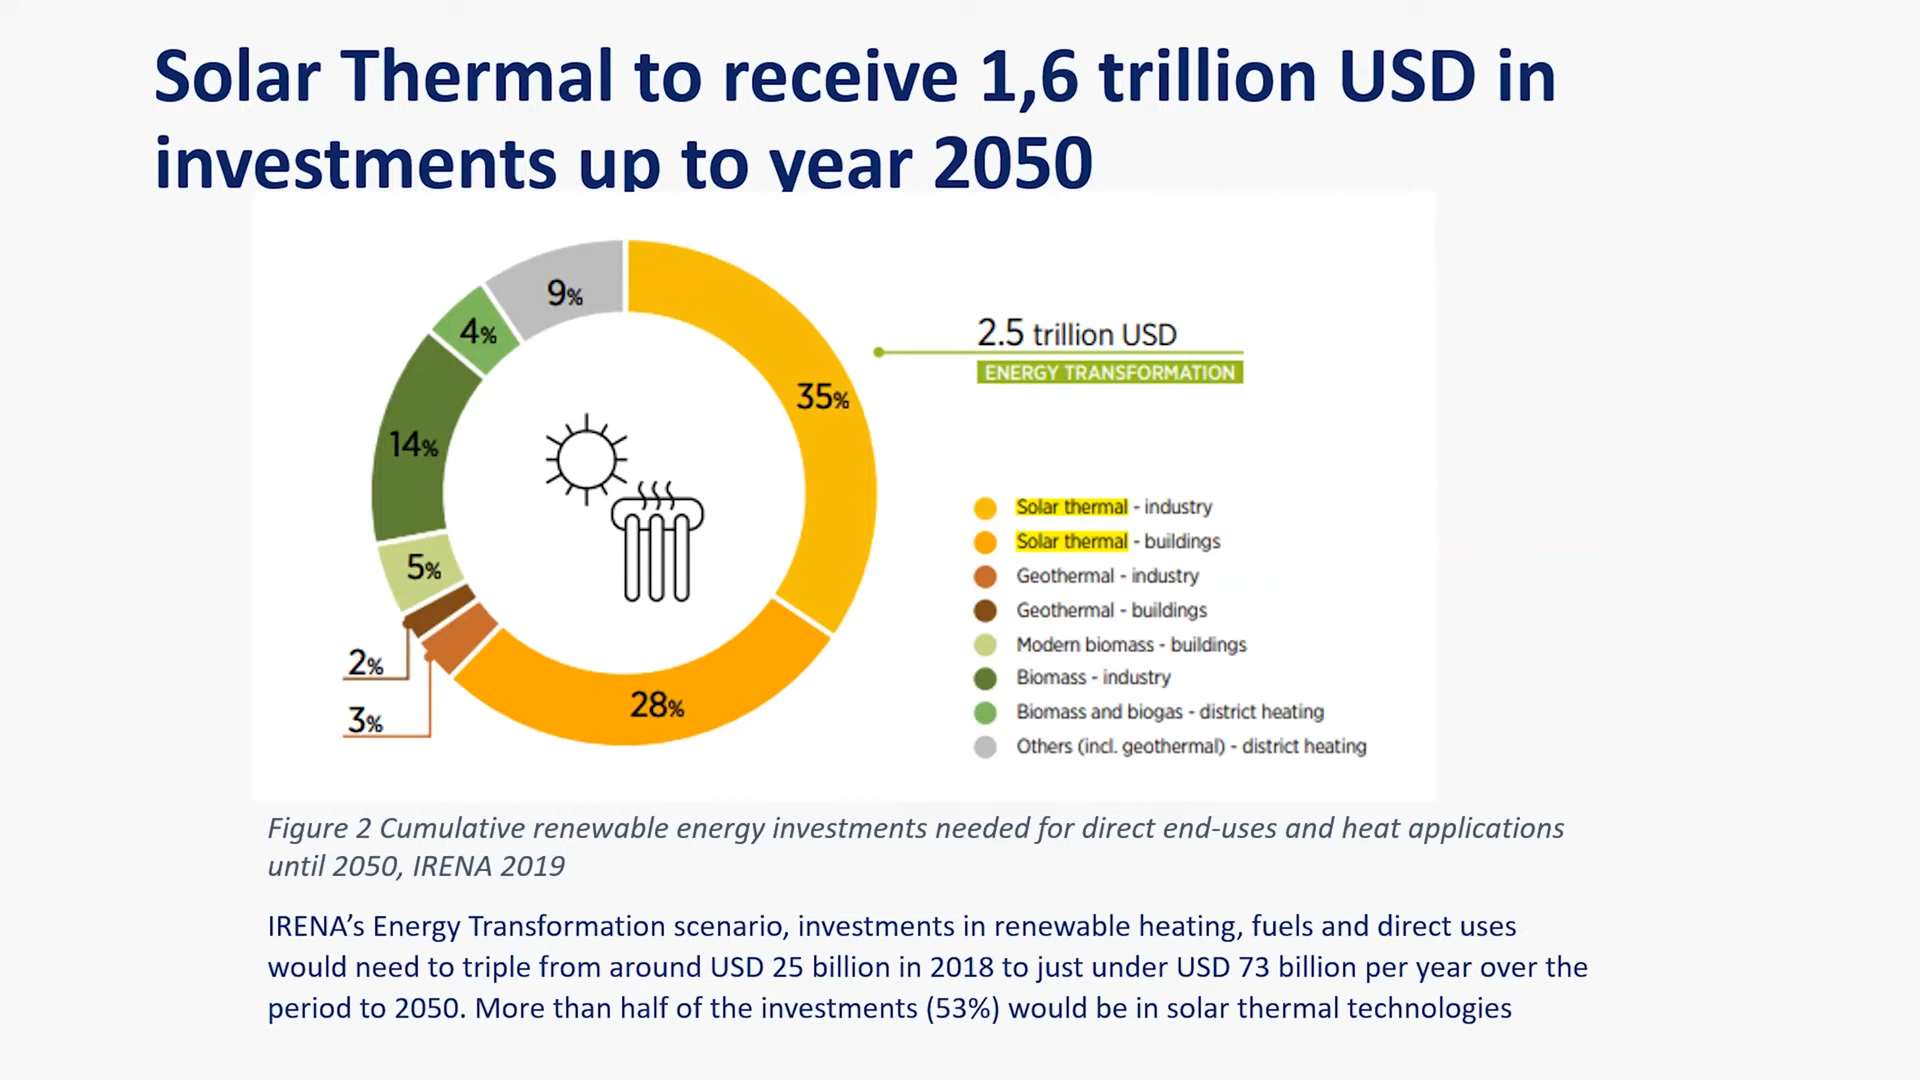 Solar Thermal to receive 1,6 trillion USD in
investments up to year 2050
9%
4%
35%
14%
5%
2%
3%
28%
2.5 trillion USD
ENERGY TRANSFORMATION
Solar thermal - industry
Solar thermal - buildings
Geothermal - industry
Geothermal - buildings
Modern biomass - buildings
Biomass - industry
Biomass and biogas - district heating
Others (incl. geothermal) - district heating
Figure 2 Cumulative renewable energy investments needed for direct end-uses and heat applications
until 2050, IRENA 2019
IRENA’s Energy Transformation scenario, investments in renewable heating, fuels and direct uses
would need to triple from around USD 25 billion in 2018 to just under USD 73 billion per year over the
period to 2050. More than half of the investments (53%) would be in solar thermal technologies